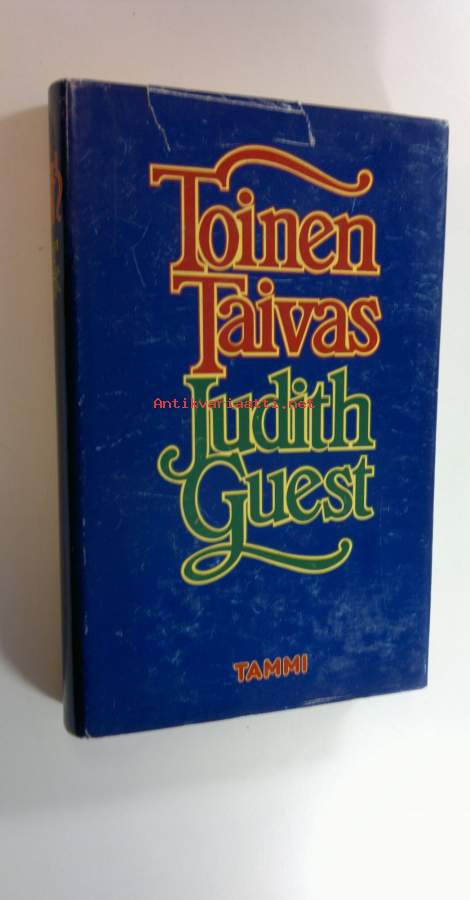 Toinen
Taivas
Antikvariaatti.net
Judith
Guest
TAMMI